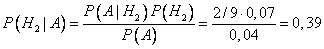 P(H₂ | A) = P(A | H₂) P(H₂) / P(A) = 2/9 · 0,07 / 0,04 = 0,39